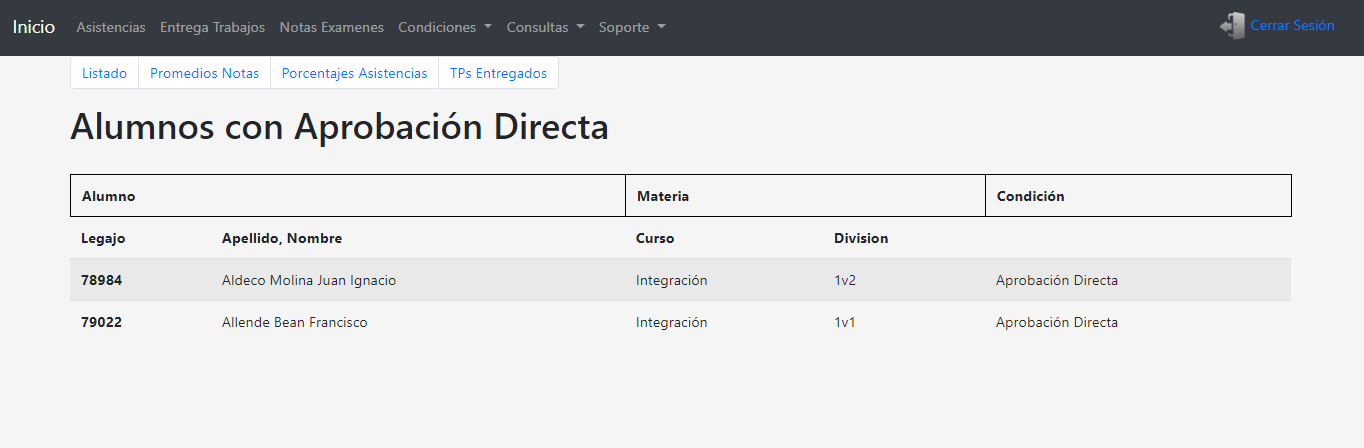 Inicio Asistencias Entrega Trabajos Notas Examenes Condiciones Consultas Soporte Cerrar Sesión
Listado Promedios Notas Porcentajes Asistencias TPs Entregados
Alumnos con Aprobación Directa
Alumno Materia Condición
Legajo Apellido, Nombre Curso Division
78984 Aldeco Molina Juan Ignacio Integración 1v2 Aprobación Directa
79022 Allende Bean Francisco Integración 1v1 Aprobación Directa